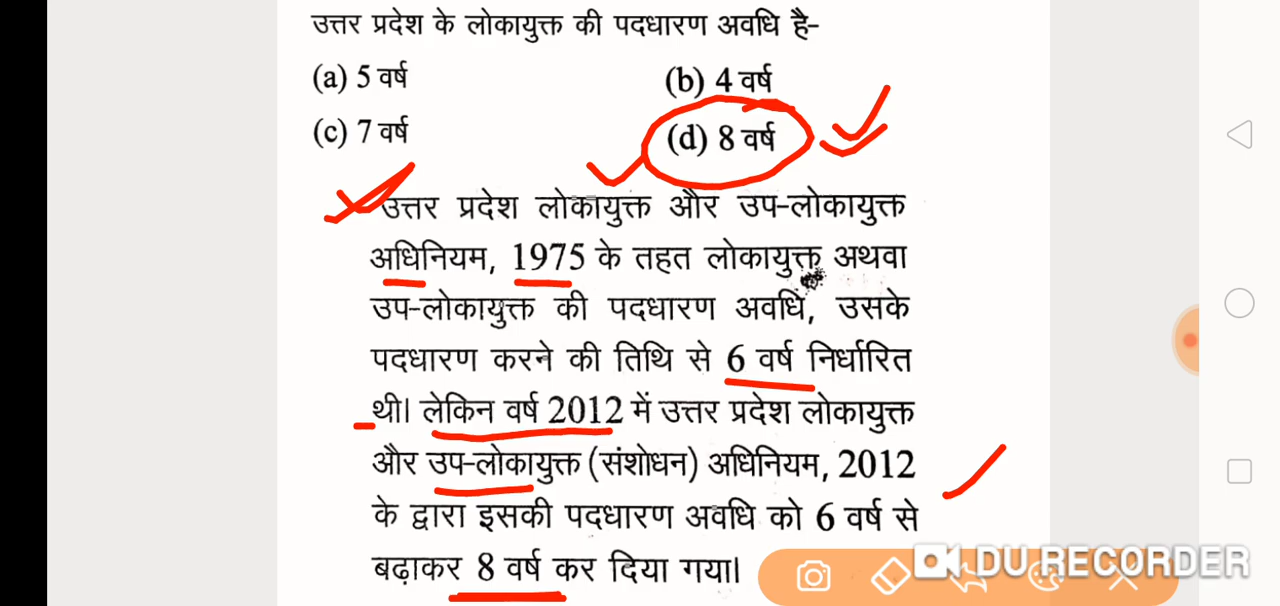 उत्तर प्रदेश के लोकायुक्त की पदधारण अवधि है-
(a) 5 वर्ष (b) 4 वर्ष
(c) 7 वर्ष (d) 8 वर्ष
उत्तर प्रदेश लोकायुक्त और उप-लोकायुक्त
अधिनियम, 1975 के तहत लोकायुक्त अथवा
उप-लोकायुक्त की पदधारण अवधि, उसके
पदधारण करने की तिथि से 6 वर्ष निर्धारित
थी। लेकिन वर्ष 2012 में उत्तर प्रदेश लोकायुक्त
और उप-लोकायुक्त (संशोधन) अधिनियम, 2012
के द्वारा इसकी पदधारण अवधि को 6 वर्ष से
बढ़ाकर 8 वर्ष कर दिया गया।
DU RECORDER